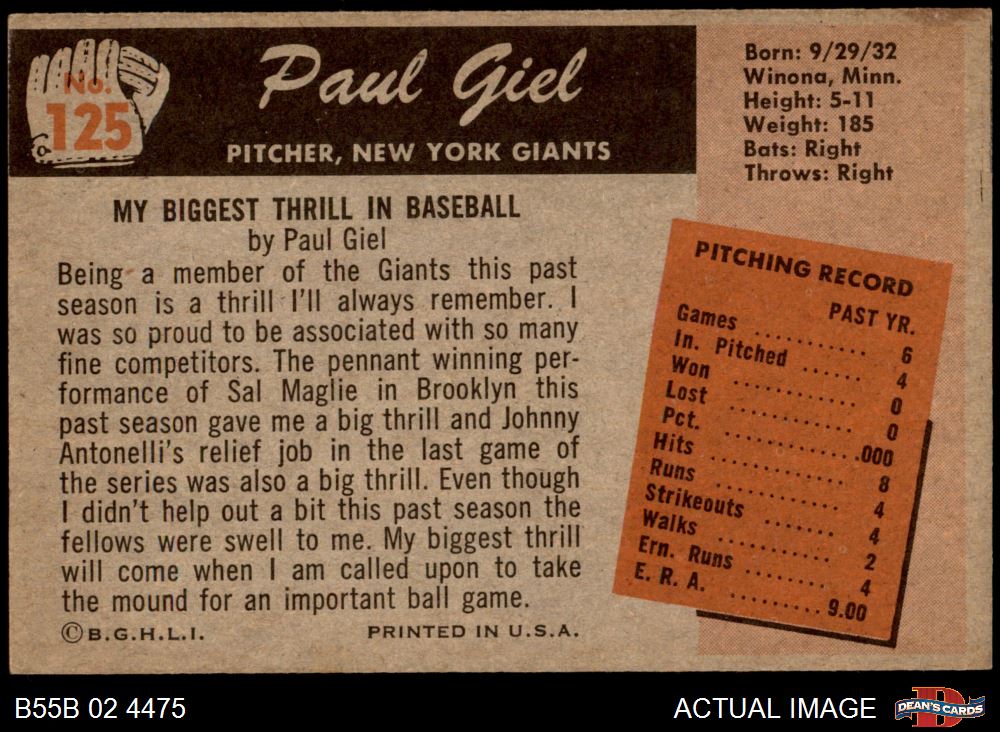 No.
125
Paul Giel
PITCHER, NEW YORK GIANTS
Born: 9/29/32
Winona, Minn.
Height: 5-11
Weight: 185
Bats: Right
Throws: Right
MY BIGGEST THRILL IN BASEBALL
by Paul Giel
Being a member of the Giants this past
season is a thrill I'll always remember. I
was so proud to be associated with so many
fine competitors. The pennant winning per-
formance of Sal Maglie in Brooklyn this
past season gave me a big thrill and Johnny
Antonelli's relief job in the last game of
the series was also a big thrill. Even though
I didn't help out a bit this past season the
fellows were swell to me. My biggest thrill
will come when I am called upon to take
the mound for an important ball game.
©B.G.H.L.I. PRINTED IN U.S.A.
PITCHING RECORD
PAST YR.
Games .......... 6
In. Pitched ...... 4
Won .......... 0
Lost .......... 0
Pct. .......... .000
Hits .......... 8
Runs .......... 4
Strikeouts ....... 4
Walks .......... 2
Ern. Runs ........ 4
E. R. A. .......... 9.00
B55B 02 4475
ACTUAL IMAGE
DEAN'S CARDS